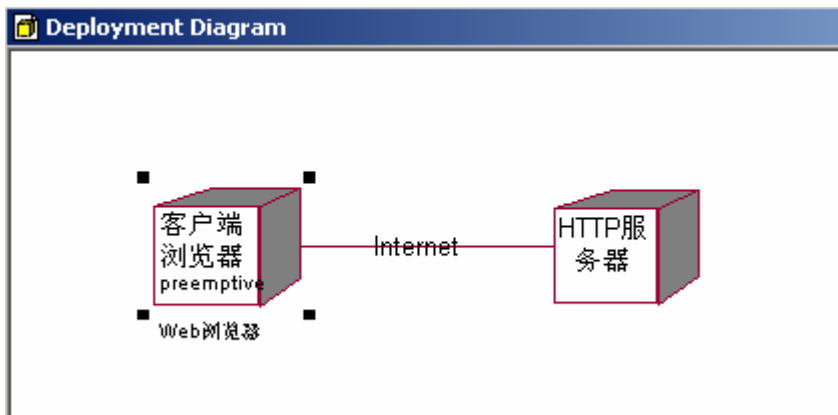 Deployment Diagram
客户端
浏览器
preemptive
Web浏览器
Internet
HTTP服
务器